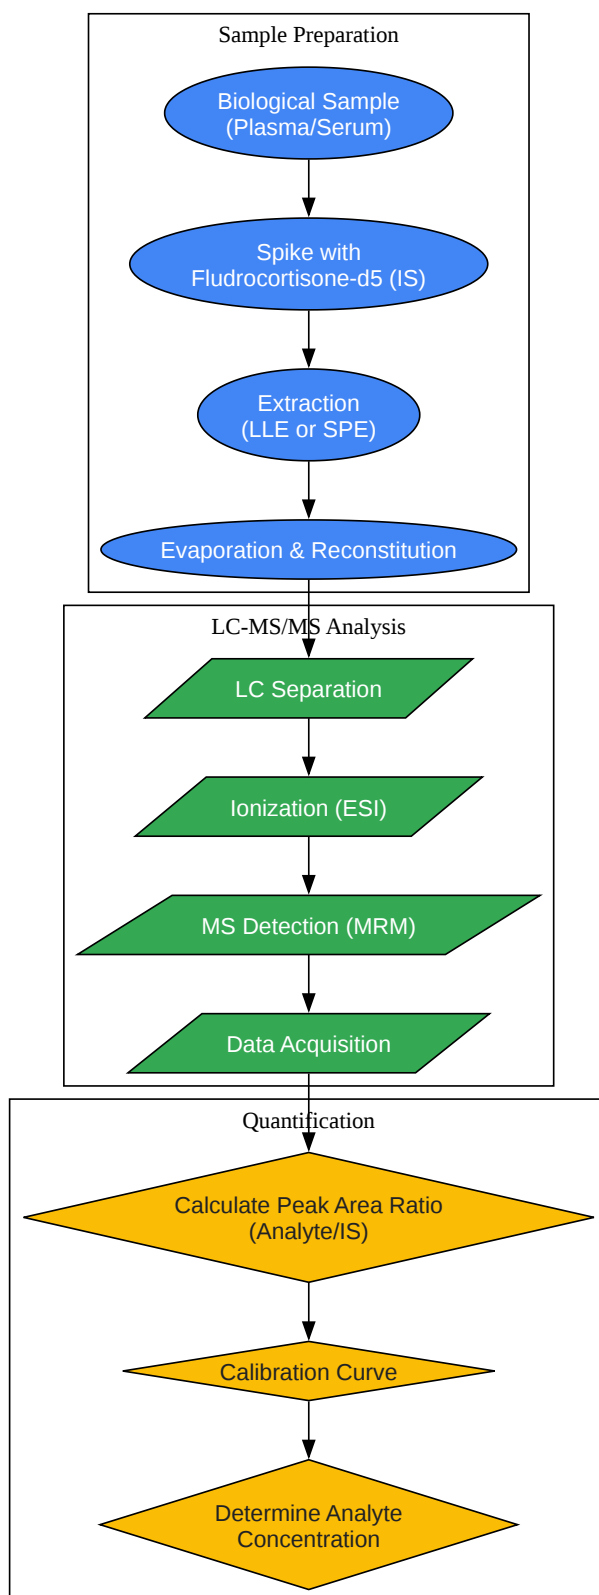 Sample Preparation
Biological Sample
(Plasma/Serum)
Spike with
Fludrocortisone-d5 (IS)
Extraction
(LLE or SPE)
Evaporation & Reconstitution
LC-MS/MS Analysis
LC Separation
Ionization (ESI)
MS Detection (MRM)
Data Acquisition
Quantification
Calculate Peak Area Ratio
(Analyte/IS)
Calibration Curve
Determine Analyte
Concentration